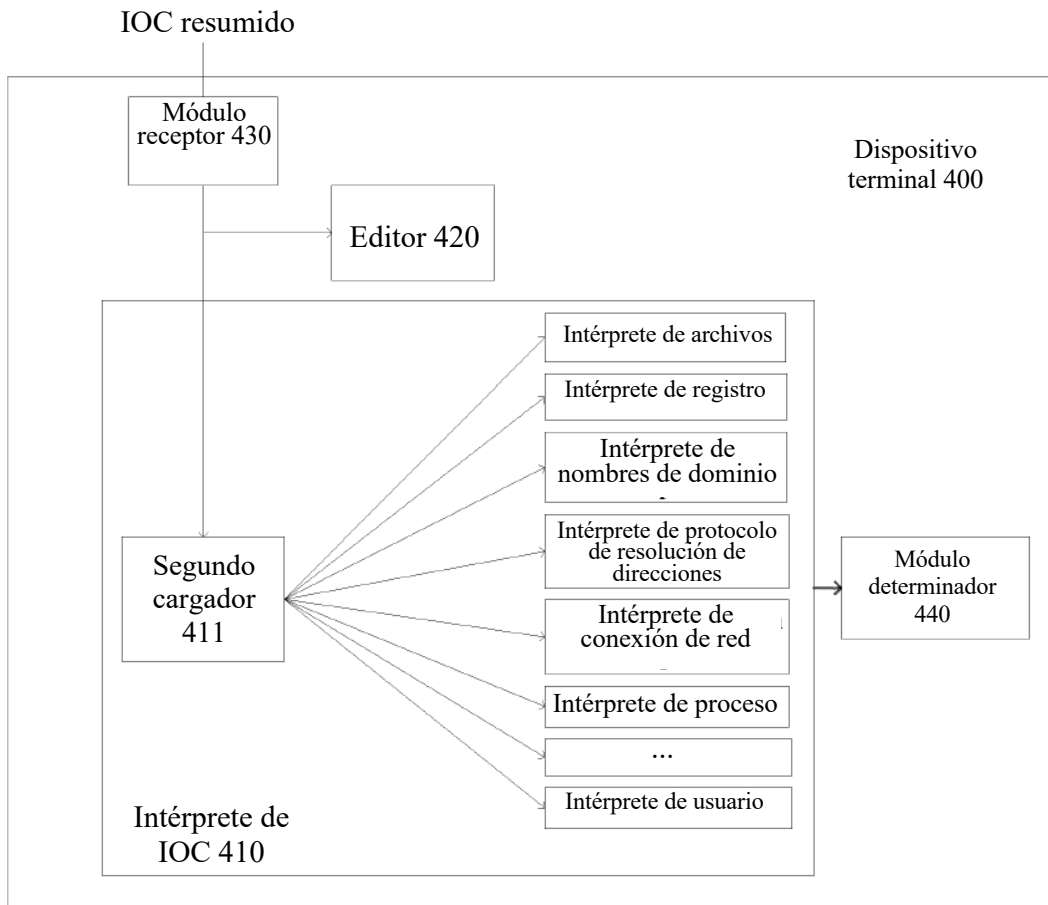 IOC resumido
Módulo
receptor 430
Dispositivo
terminal 400
Editor 420
Intérprete de archivos
Intérprete de registro
Intérprete de
nombres de dominio
Intérprete de protocolo
de resolución de
direcciones
Segundo
cargador
411
Módulo
determinador
440
Intérprete de
conexión de red
Intérprete de proceso
...
Intérprete de usuario
Intérprete de
IOC 410